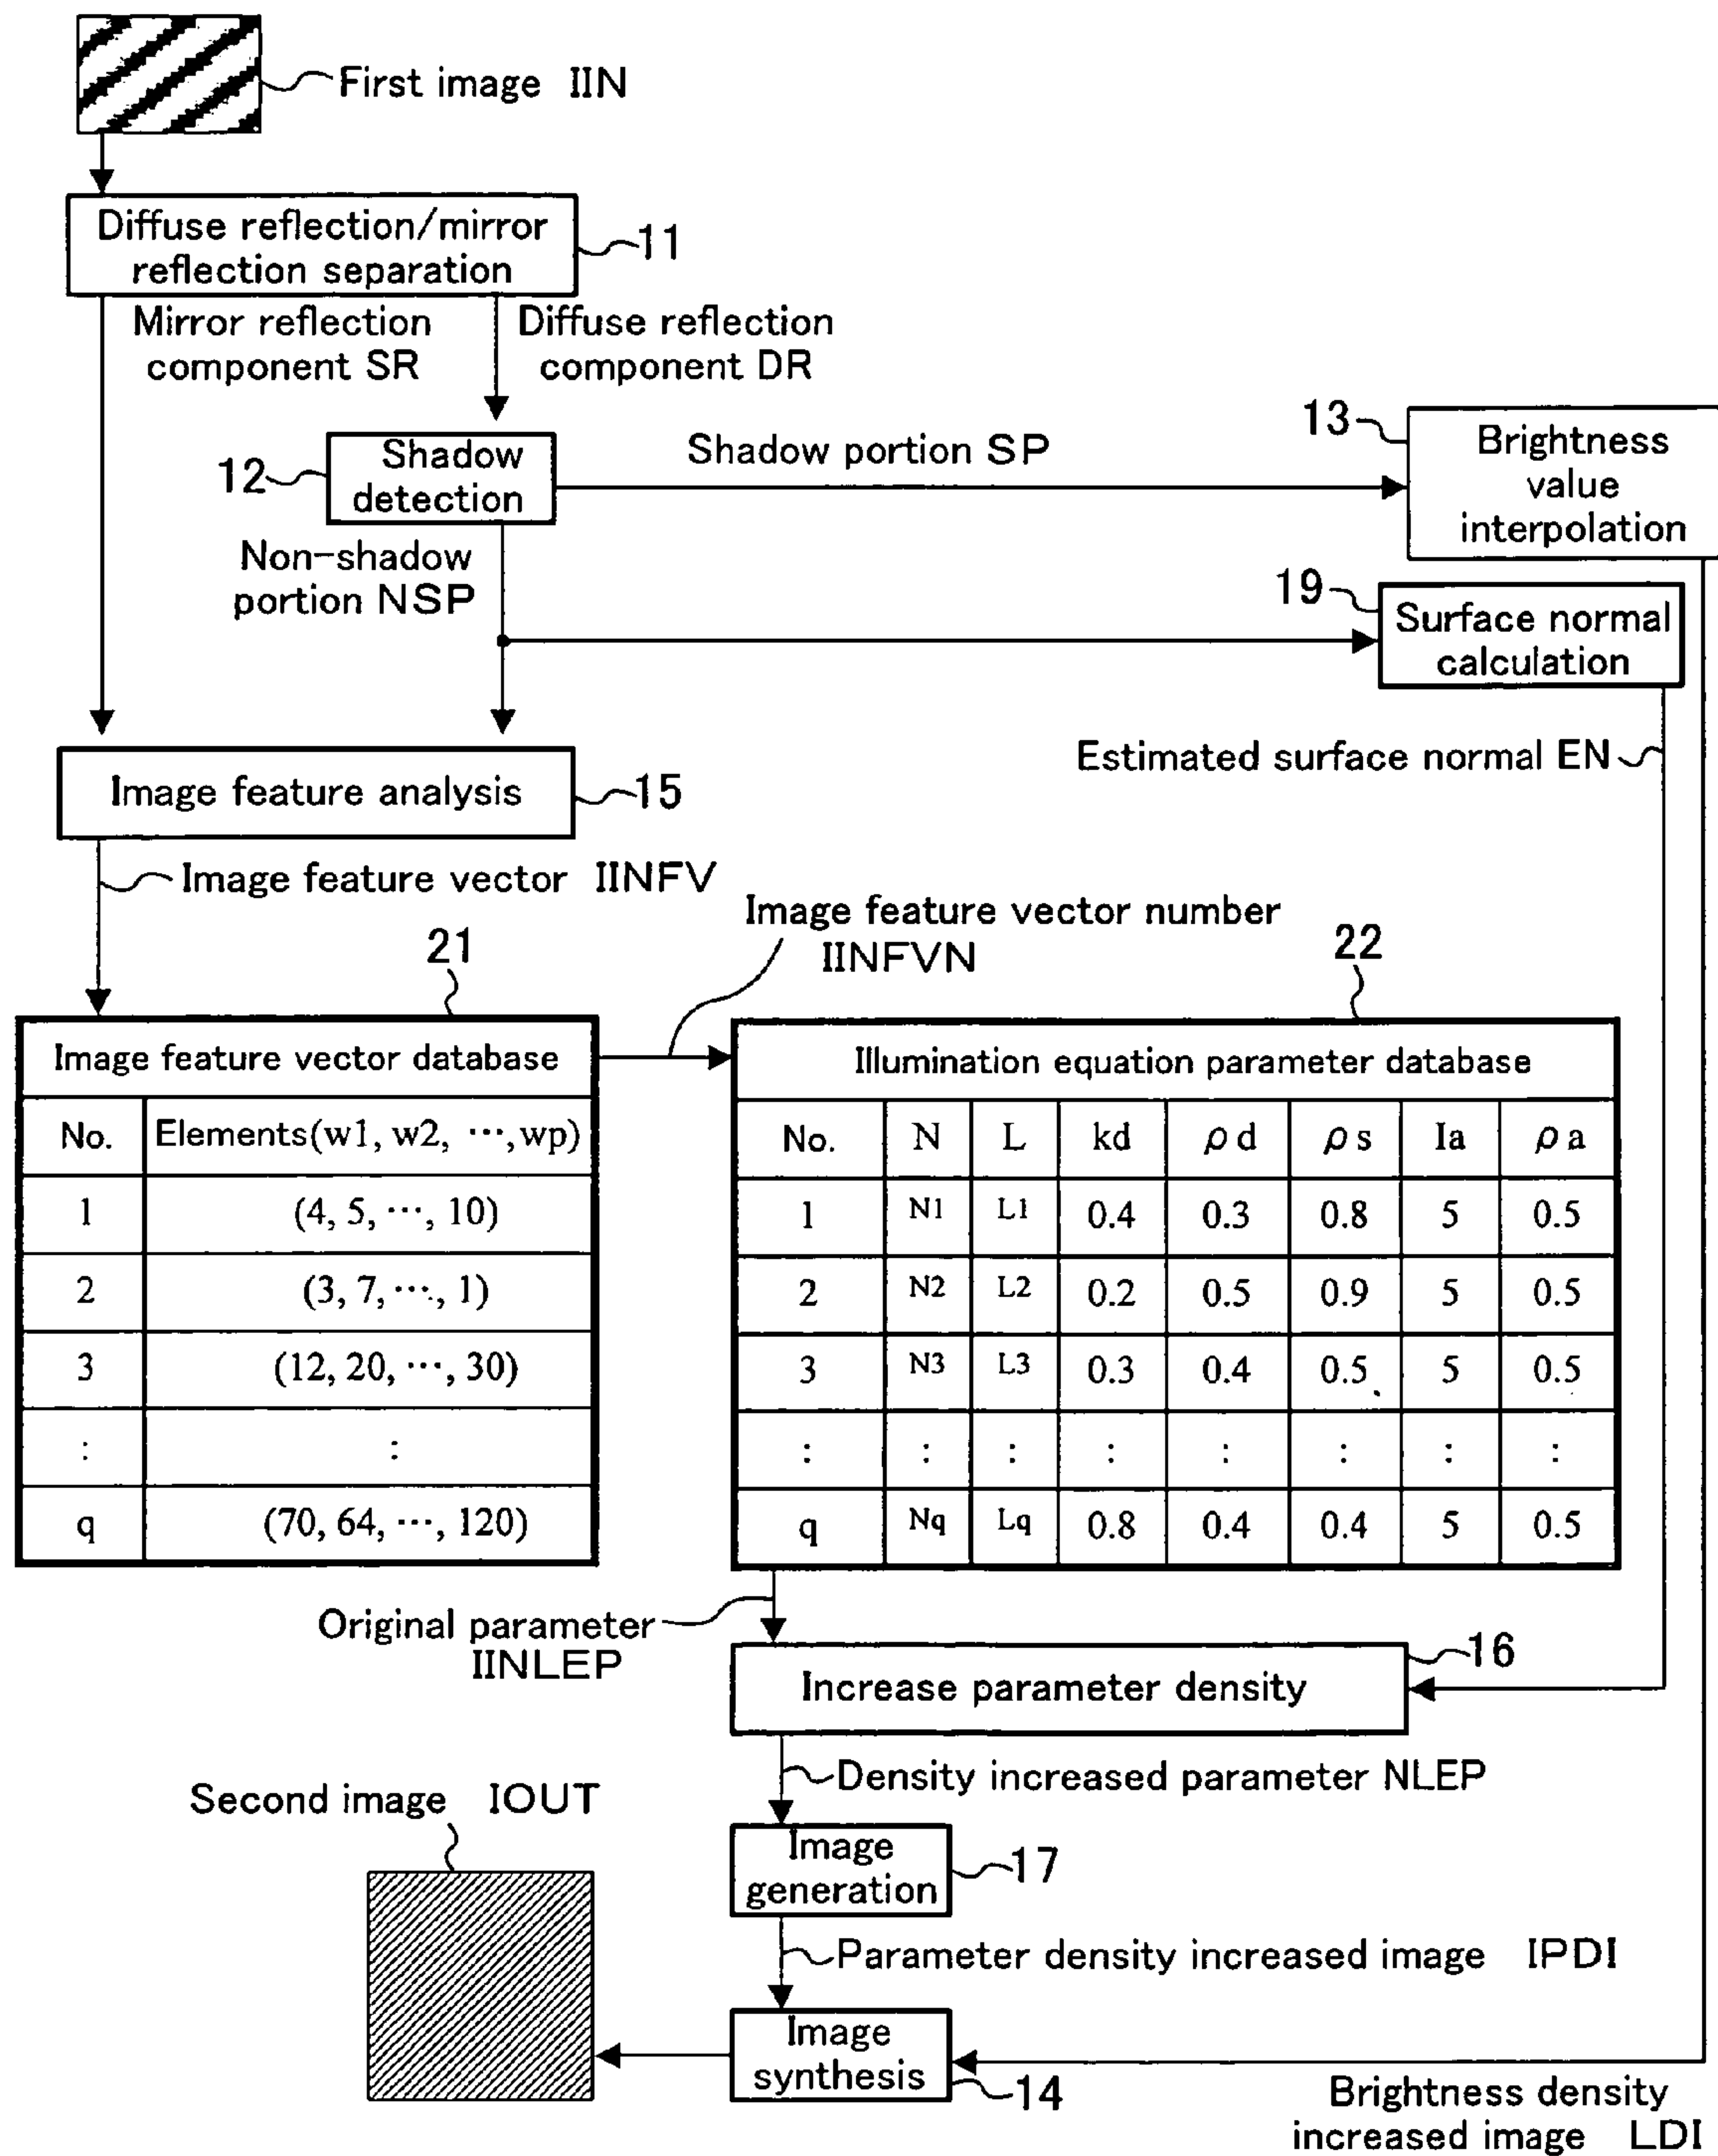 First image IIN
Diffuse reflection/mirror
reflection separation
11
Mirror reflection
component SR
Diffuse reflection
component DR
Shadow
detection
12
Shadow portion SP
13
Brightness
value
interpolation
Non-shadow
portion NSP
19
Surface normal
calculation
Estimated surface normal EN
Image feature analysis
15
Image feature vector IINFV
Image feature vector number
IINFVN
21
22
Image feature vector database
No. Elements(w1, w2, ⋯,wp)
1 (4, 5, ⋯, 10)
2 (3, 7, ⋯, 1)
3 (12, 20, ⋯, 30)
: :
q (70, 64, ⋯, 120)
Illumination equation parameter database
No. N L kd ρd ρs Ia ρa
1 N1 L1 0.4 0.3 0.8 5 0.5
2 N2 L2 0.2 0.5 0.9 5 0.5
3 N3 L3 0.3 0.4 0.5 5 0.5
: : : : : : : :
q Nq Lq 0.8 0.4 0.4 5 0.5
Original parameter
IINLEP
16
Increase parameter density
Density increased parameter NLEP
Second image IOUT
Image
generation
17
Parameter density increased image IPDI
Image
synthesis
14
Brightness density
increased image LDI